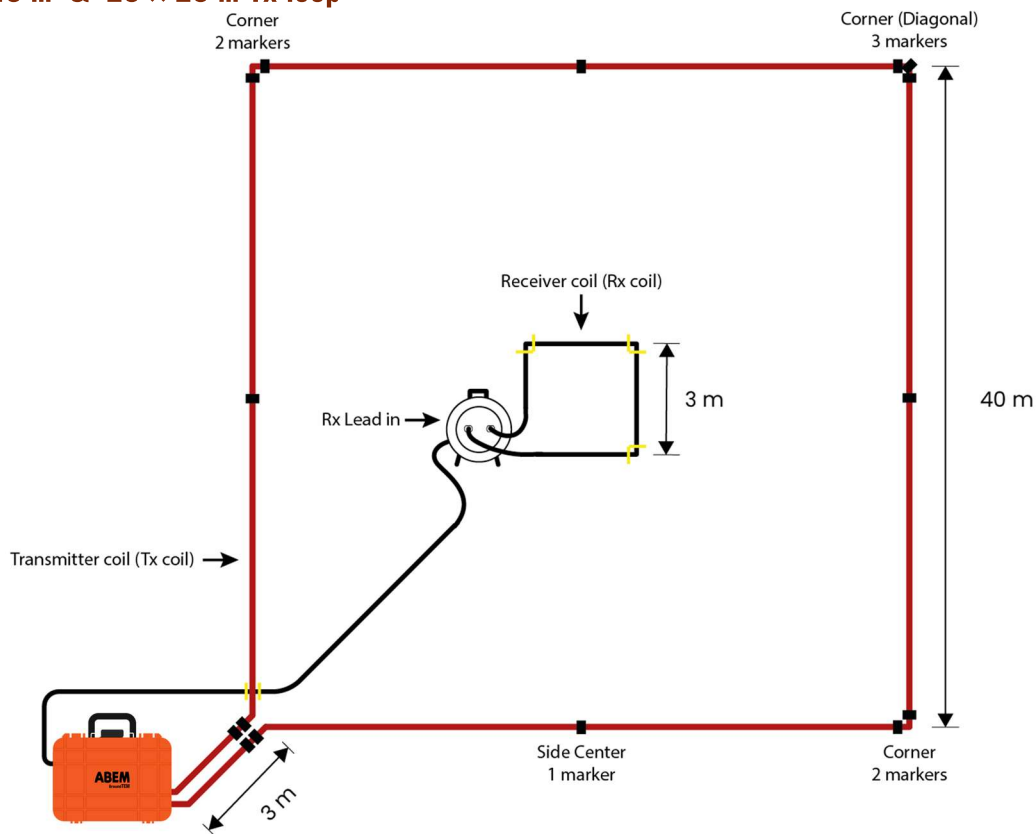 Corner
2 markers
Corner (Diagonal)
3 markers
Receiver coil (Rx coil)
3 m
40 m
Rx Lead in
Transmitter coil (Tx coil)
Side Center
1 marker
Corner
2 markers
ABEM
3 m